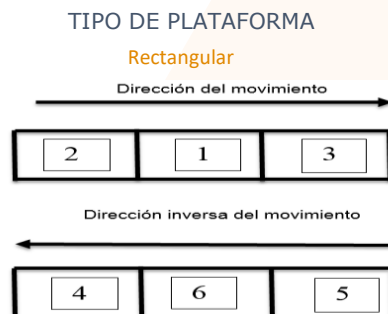 TIPO DE PLATAFORMA
Rectangular
Dirección del movimiento
2 1 3
Dirección inversa del movimiento
4 6 5